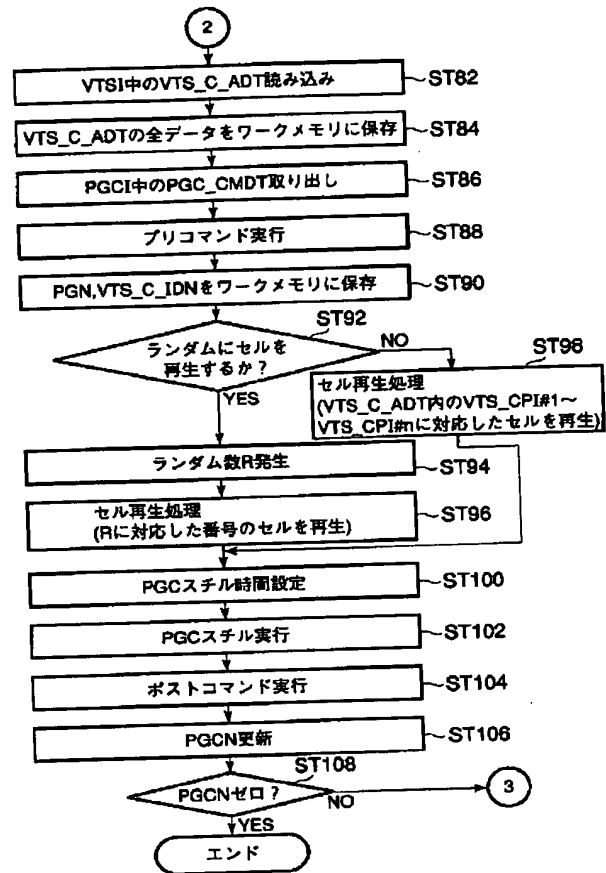 2
VTSI中のVTS_C_ADT読み込み
ST82
VTS_C_ADTの全データをワークメモリに保存
ST84
PGCI中のPGC_CMDT取り出し
ST86
プリコマンド実行
ST88
PGN,VTS_C_IDNをワークメモリに保存
ST90
ST92
ランダムにセルを
再生するか？
NO
YES
ST98
セル再生処理
(VTS_C_ADT内のVTS_CPI#1〜
VTS_CPI#nに対応したセルを再生)
ランダム数R発生
ST94
セル再生処理
(Rに対応した番号のセルを再生)
ST96
PGCスチル時間設定
ST100
PGCスチル実行
ST102
ポストコマンド実行
ST104
PGCN更新
ST106
ST108
PGCNゼロ？
NO
3
YES
エンド